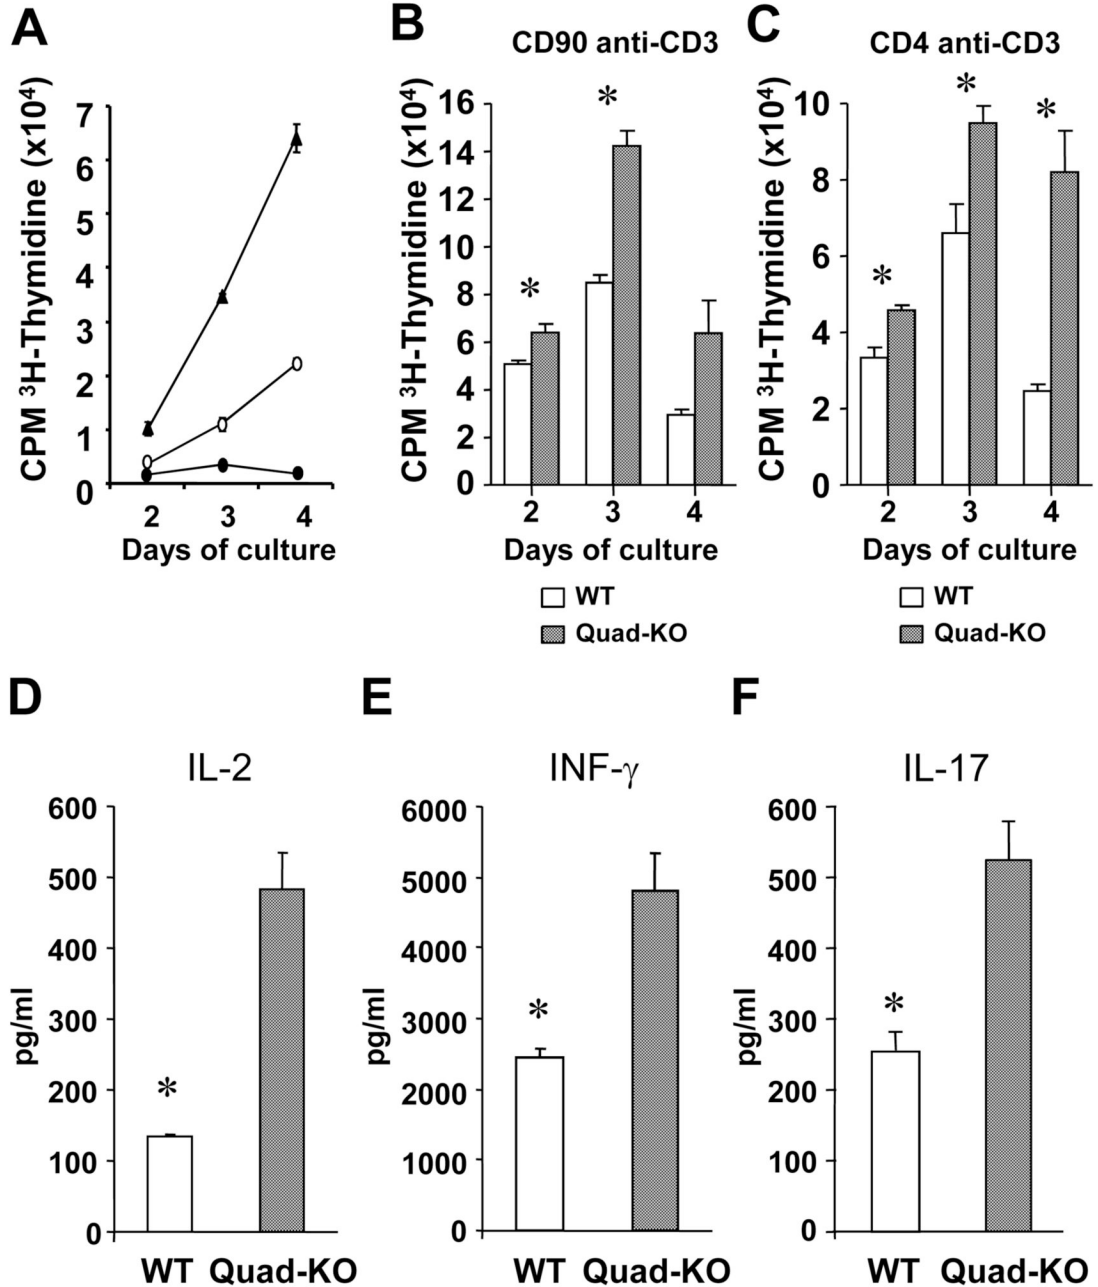 A
CPM ³H-Thymidine (x10⁴)
7
6
5
4
3
2
1
0
2 3 4
Days of culture
B
CD90 anti-CD3
CPM ³H-Thymidine (x10⁴)
16
14
12
10
8
6
4
2
0
*
*
2 3 4
Days of culture
WT
Quad-KO
C
CD4 anti-CD3
CPM ³H-Thymidine (x10⁴)
10
8
6
4
2
0
*
*
*
2 3 4
Days of culture
WT
Quad-KO
D
IL-2
pg/ml
600
500
400
300
200
100
0
*
WT Quad-KO
E
INF-γ
pg/ml
6000
5000
4000
3000
2000
1000
0
*
WT Quad-KO
F
IL-17
pg/ml
600
500
400
300
200
100
0
*
WT Quad-KO